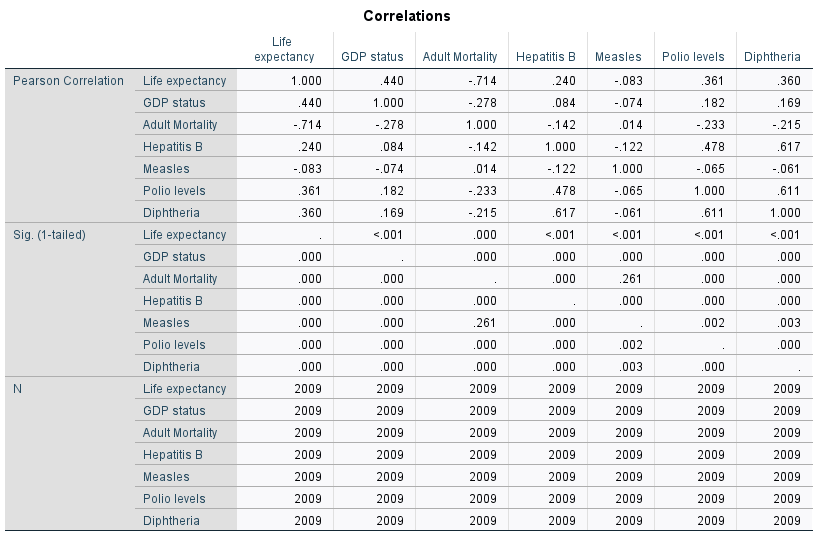 Correlations
Life
expectancy GDP status Adult Mortality Hepatitis B Measles Polio levels Diphtheria
Pearson Correlation Life expectancy 1.000 .440 -.714 .240 -.083 .361 .360
GDP status .440 1.000 -.278 .084 -.074 .182 .169
Adult Mortality -.714 -.278 1.000 -.142 .014 -.233 -.215
Hepatitis B .240 .084 -.142 1.000 -.122 .478 .617
Measles -.083 -.074 .014 -.122 1.000 -.065 -.061
Polio levels .361 .182 -.233 .478 -.065 1.000 .611
Diphtheria .360 .169 -.215 .617 -.061 .611 1.000
Sig. (1-tailed) Life expectancy . <.001 .000 <.001 <.001 <.001 <.001
GDP status .000 . .000 .000 .000 .000 .000
Adult Mortality .000 .000 . .000 .261 .000 .000
Hepatitis B .000 .000 .000 . .000 .000 .000
Measles .000 .000 .261 .000 . .002 .003
Polio levels .000 .000 .000 .000 .002 . .000
Diphtheria .000 .000 .000 .000 .003 .000 .
N Life expectancy 2009 2009 2009 2009 2009 2009 2009
GDP status 2009 2009 2009 2009 2009 2009 2009
Adult Mortality 2009 2009 2009 2009 2009 2009 2009
Hepatitis B 2009 2009 2009 2009 2009 2009 2009
Measles 2009 2009 2009 2009 2009 2009 2009
Polio levels 2009 2009 2009 2009 2009 2009 2009
Diphtheria 2009 2009 2009 2009 2009 2009 2009